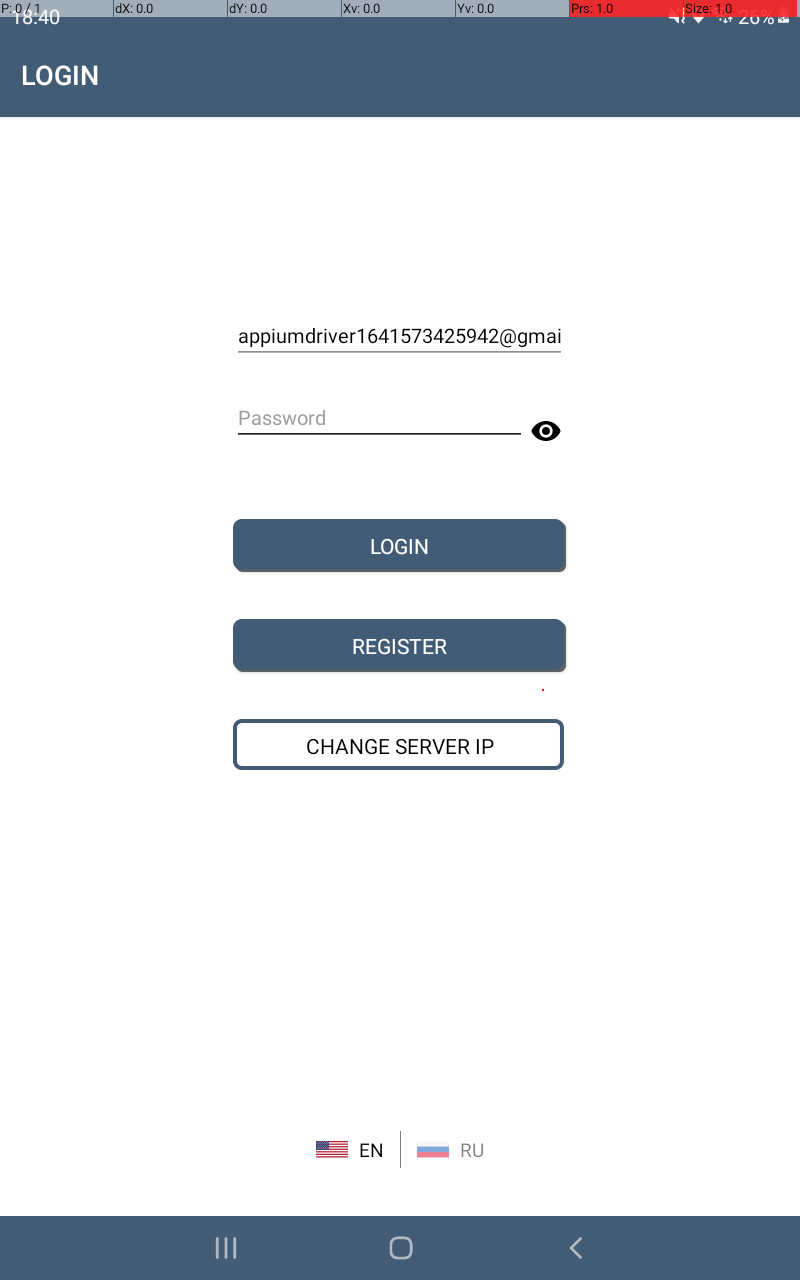 P: 0 / 1 dX: 0.0 dY: 0.0 Xv: 0.0 Yv: 0.0 Prs: 1.0 Size: 1.0
18:40 26%
LOGIN
appiumdriver1641573425942@gmai
Password
LOGIN
REGISTER
CHANGE SERVER IP
EN RU